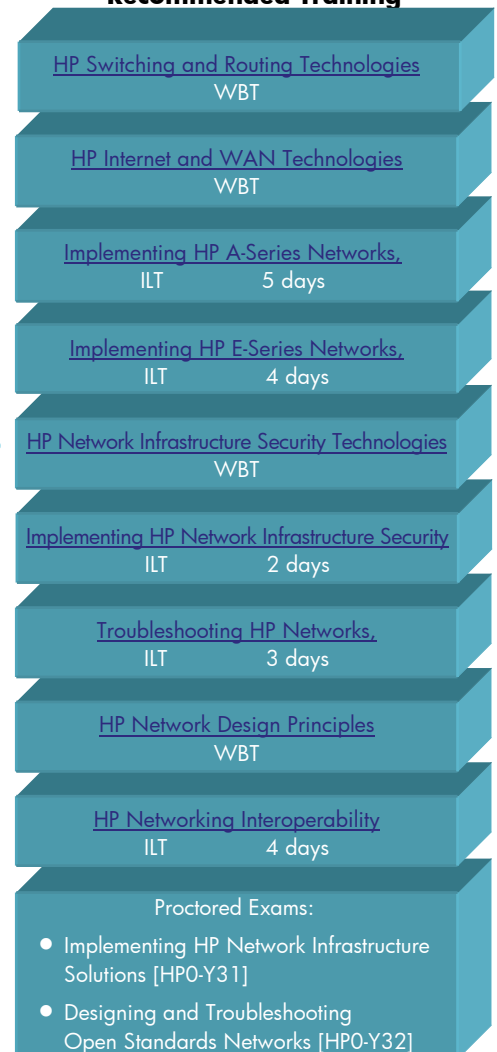 Recommended Training
HP Switching and Routing Technologies
WBT
HP Internet and WAN Technologies
WBT
Implementing HP A-Series Networks,
ILT 5 days
Implementing HP E-Series Networks,
ILT 4 days
HP Network Infrastructure Security Technologies
WBT
Implementing HP Network Infrastructure Security
ILT 2 days
Troubleshooting HP Networks,
ILT 3 days
HP Network Design Principles
WBT
HP Networking Interoperability
ILT 4 days
Proctored Exams:
• Implementing HP Network Infrastructure
Solutions [HP0-Y31]
• Designing and Troubleshooting
Open Standards Networks [HP0-Y32]